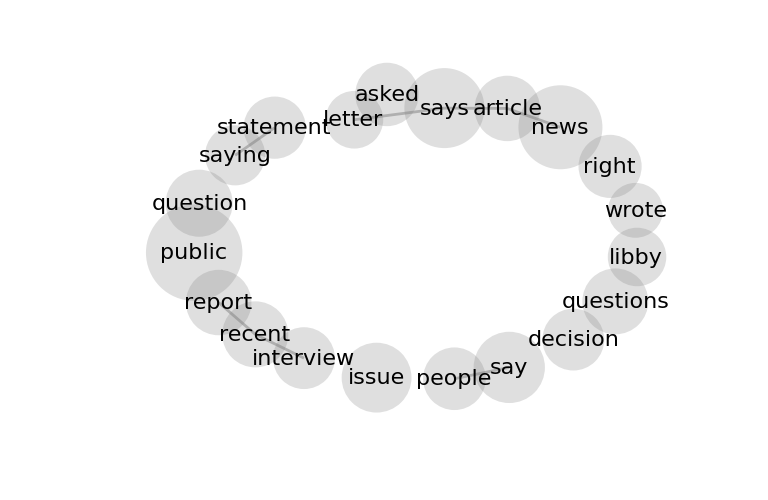 asked
letter
says
article
news
statement
saying
right
question
wrote
public
libby
report
questions
recent
decision
interview
say
issue
people